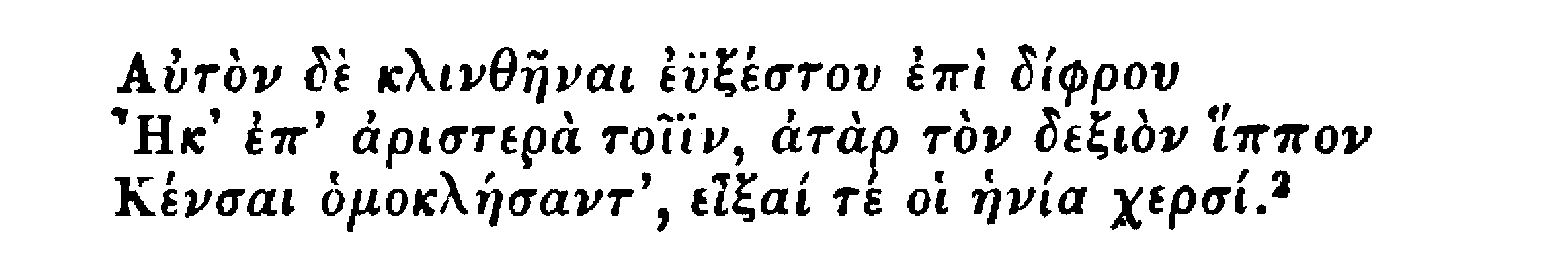 Αὐτὸν δὲ κλινθῆναι ἐϋξέστου ἐπὶ δίφρου
Ἦκ’ ἐπ’ ἀριστερὰ τοῖϊν, ἀτὰρ τὸν δεξιὸν ἵππον
Κένσαι ὁμοκλήσαντ’, εἶξαί τέ οἱ ἡνία χερσί.²